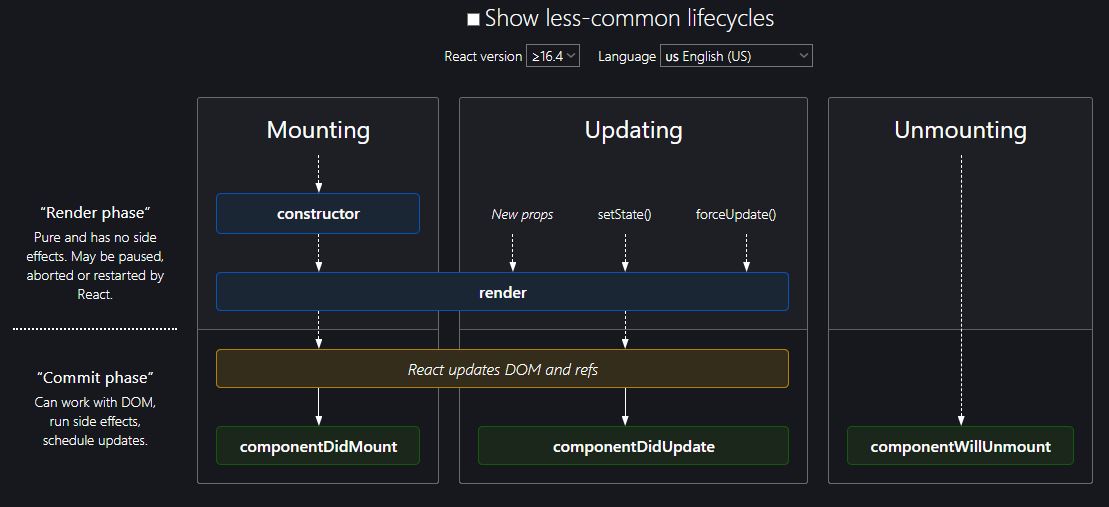 Show less-common lifecycles
React version ≥16.4 Language us English (US)
Mounting
Updating
Unmounting
“Render phase”
Pure and has no side
effects. May be paused,
aborted or restarted by
React.
constructor
New props
setState()
forceUpdate()
render
“Commit phase”
Can work with DOM,
run side effects,
schedule updates.
React updates DOM and refs
componentDidMount
componentDidUpdate
componentWillUnmount